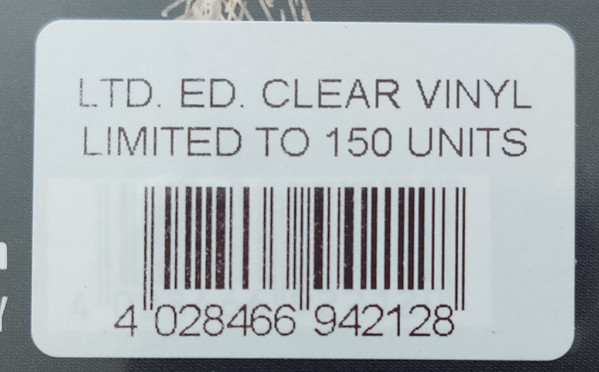 LTD. ED. CLEAR VINYL
LIMITED TO 150 UNITS
4 028466 942128